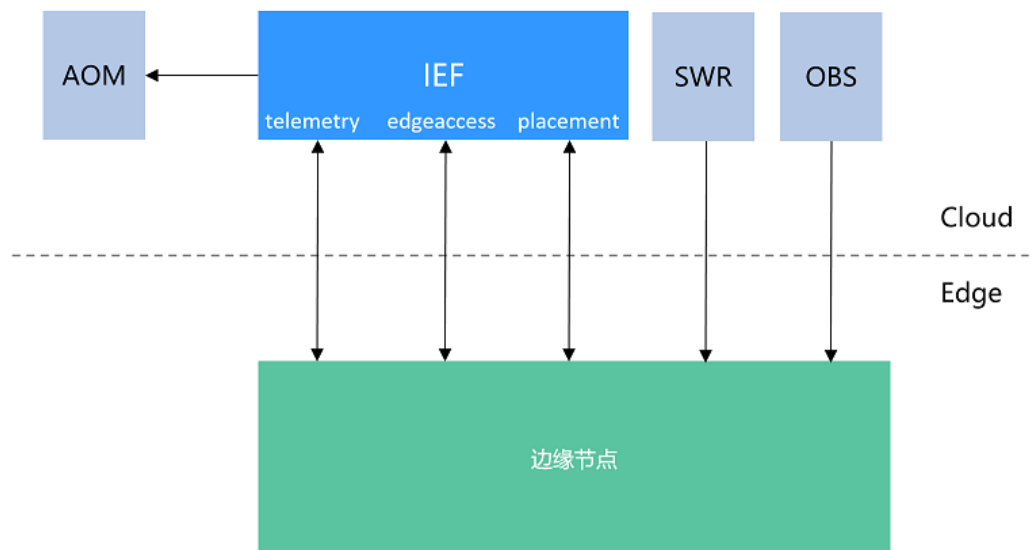 AOM
IEF
SWR
OBS
telemetry edgeaccess placement
Cloud
Edge
边缘节点